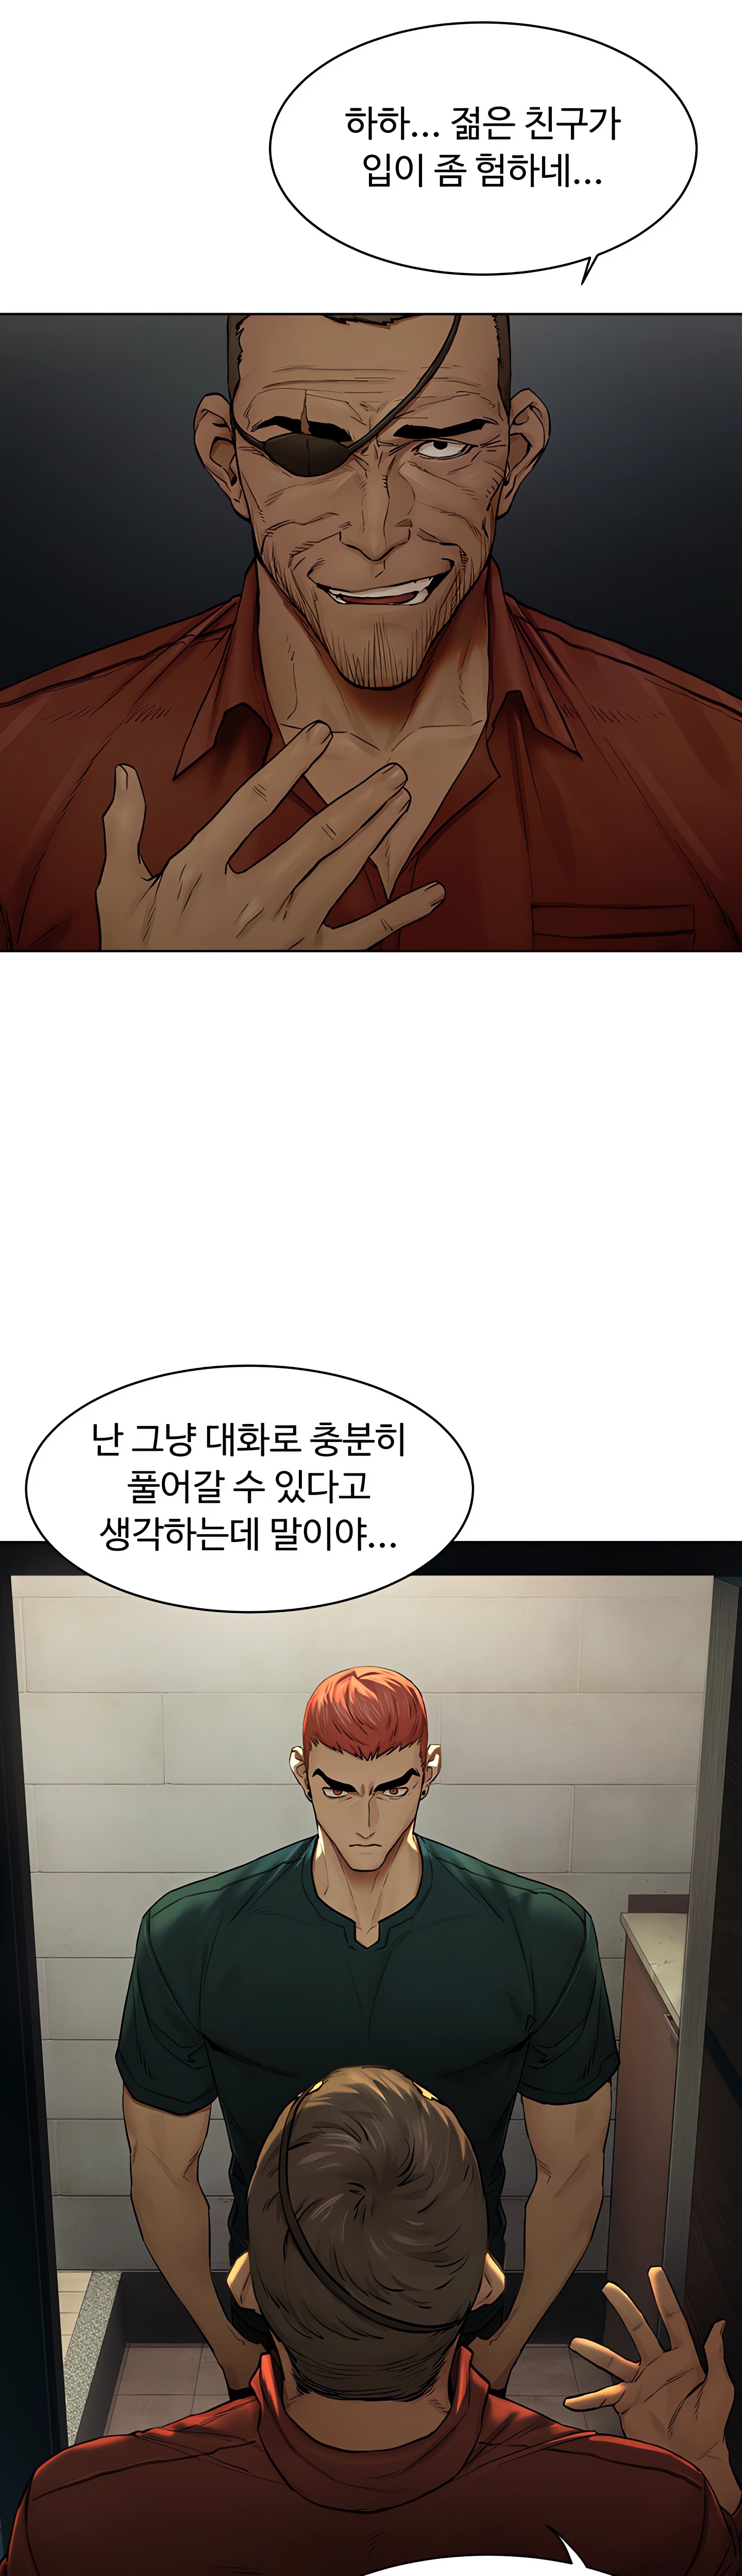 하하... 젊은 친구가
입이 좀 험하네...
난 그냥 대화로 충분히
풀어갈 수 있다고
생각하는데 말이야...